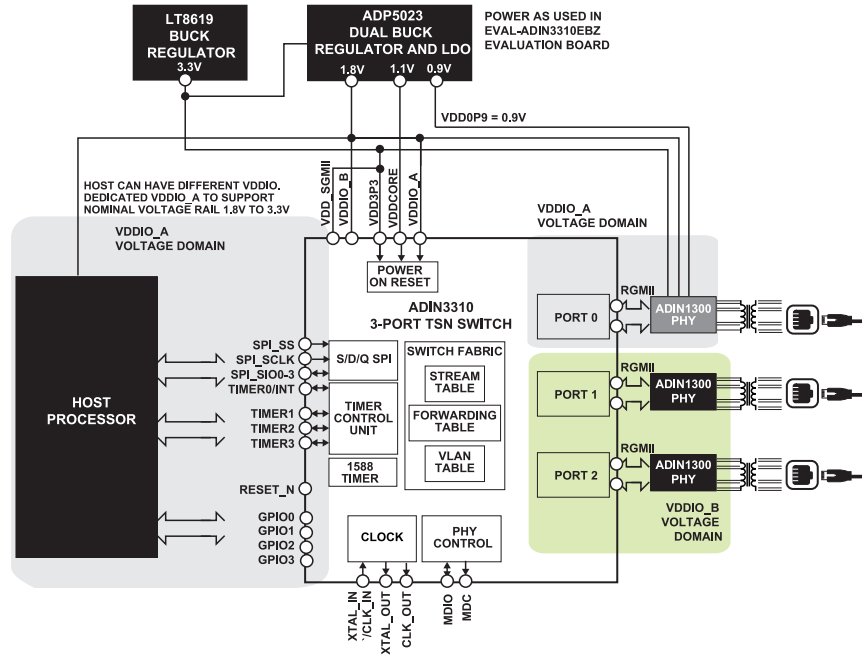 LT8619
BUCK
REGULATOR
3.3V
ADP5023
DUAL BUCK
REGULATOR AND LDO
1.8V
1.1V
0.9V
POWER AS USED IN
EVAL-ADIN3310EBZ
EVALUATION BOARD
VDD0P9 = 0.9V
HOST CAN HAVE DIFFERENT VDDIO.
DEDICATED VDDIO_A TO SUPPORT
NOMINAL VOLTAGE RAIL 1.8V TO 3.3V
VDDIO_A
VOLTAGE DOMAIN
VDD_SGMII
VDDIO_B
VDD3P3
VDDCORE
VDDIO_A
VDDIO_A
VOLTAGE DOMAIN
POWER
ON RESET
ADIN3310
3-PORT TSN SWITCH
HOST
PROCESSOR
SPI_SS
SPI_SCLK
SPI_SIO0-3
TIMER0/INT
TIMER1
TIMER2
TIMER3
RESET_N
GPIO0
GPIO1
GPIO2
GPIO3
S/D/Q SPI
TIMER
CONTROL
UNIT
1588
TIMER
SWITCH FABRIC
STREAM
TABLE
FORWARDING
TABLE
VLAN
TABLE
CLOCK
PHY
CONTROL
XTAL_IN
/CLK_IN
XTAL_OUT
CLK_OUT
MDIO
MDC
PORT 0
RGMII
ADIN1300
PHY
PORT 1
RGMII
ADIN1300
PHY
PORT 2
RGMII
ADIN1300
PHY
VDDIO_B
VOLTAGE
DOMAIN